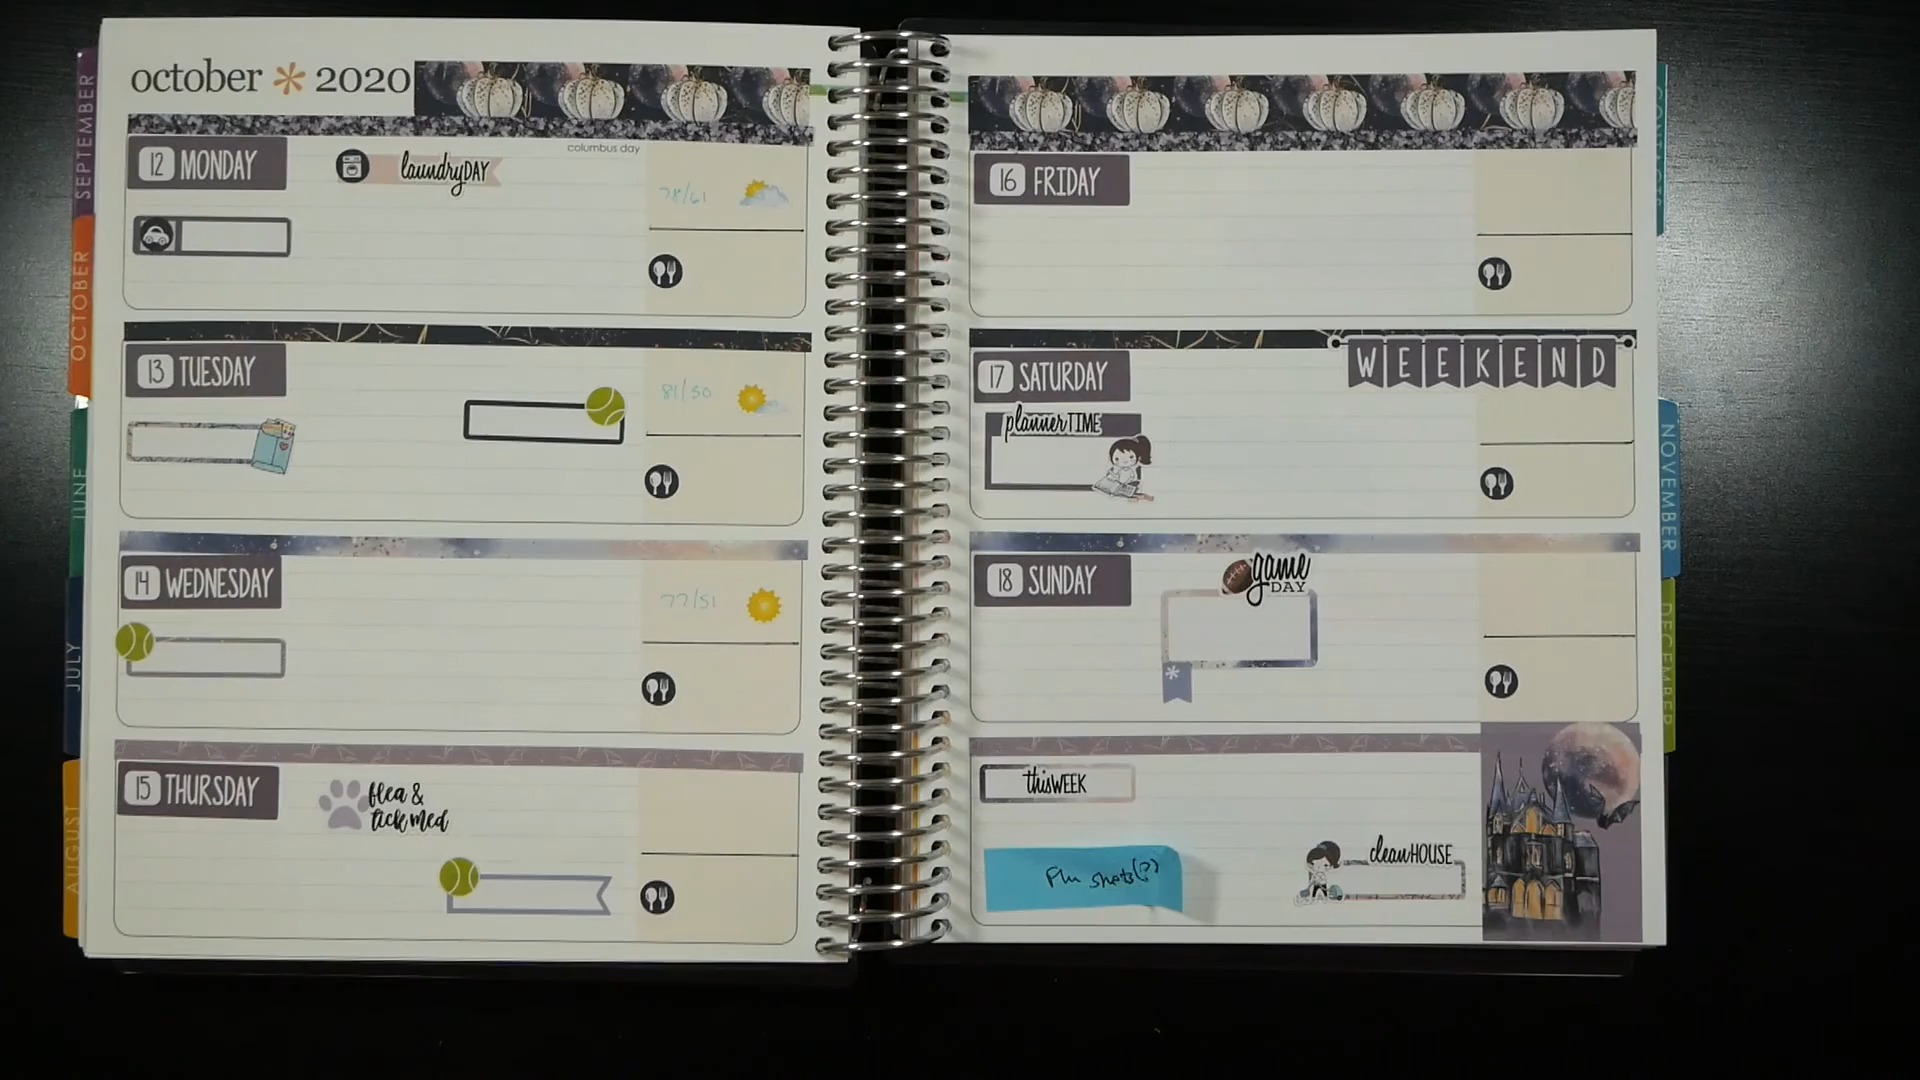 october * 2020
12 MONDAY
laundryDAY
columbus day
78/61
13 TUESDAY
81/50
14 WEDNESDAY
77/51
15 THURSDAY
flea &
tick med
16 FRIDAY
17 SATURDAY
WEEKEND
plannerTIME
18 SUNDAY
game
DAY
thisWEEK
Flu shots(?)
cleanHOUSE
SEPTEMBER
OCTOBER
JUNE
JULY
AUGUST
CONTACTS
NOVEMBER
DECEMBER